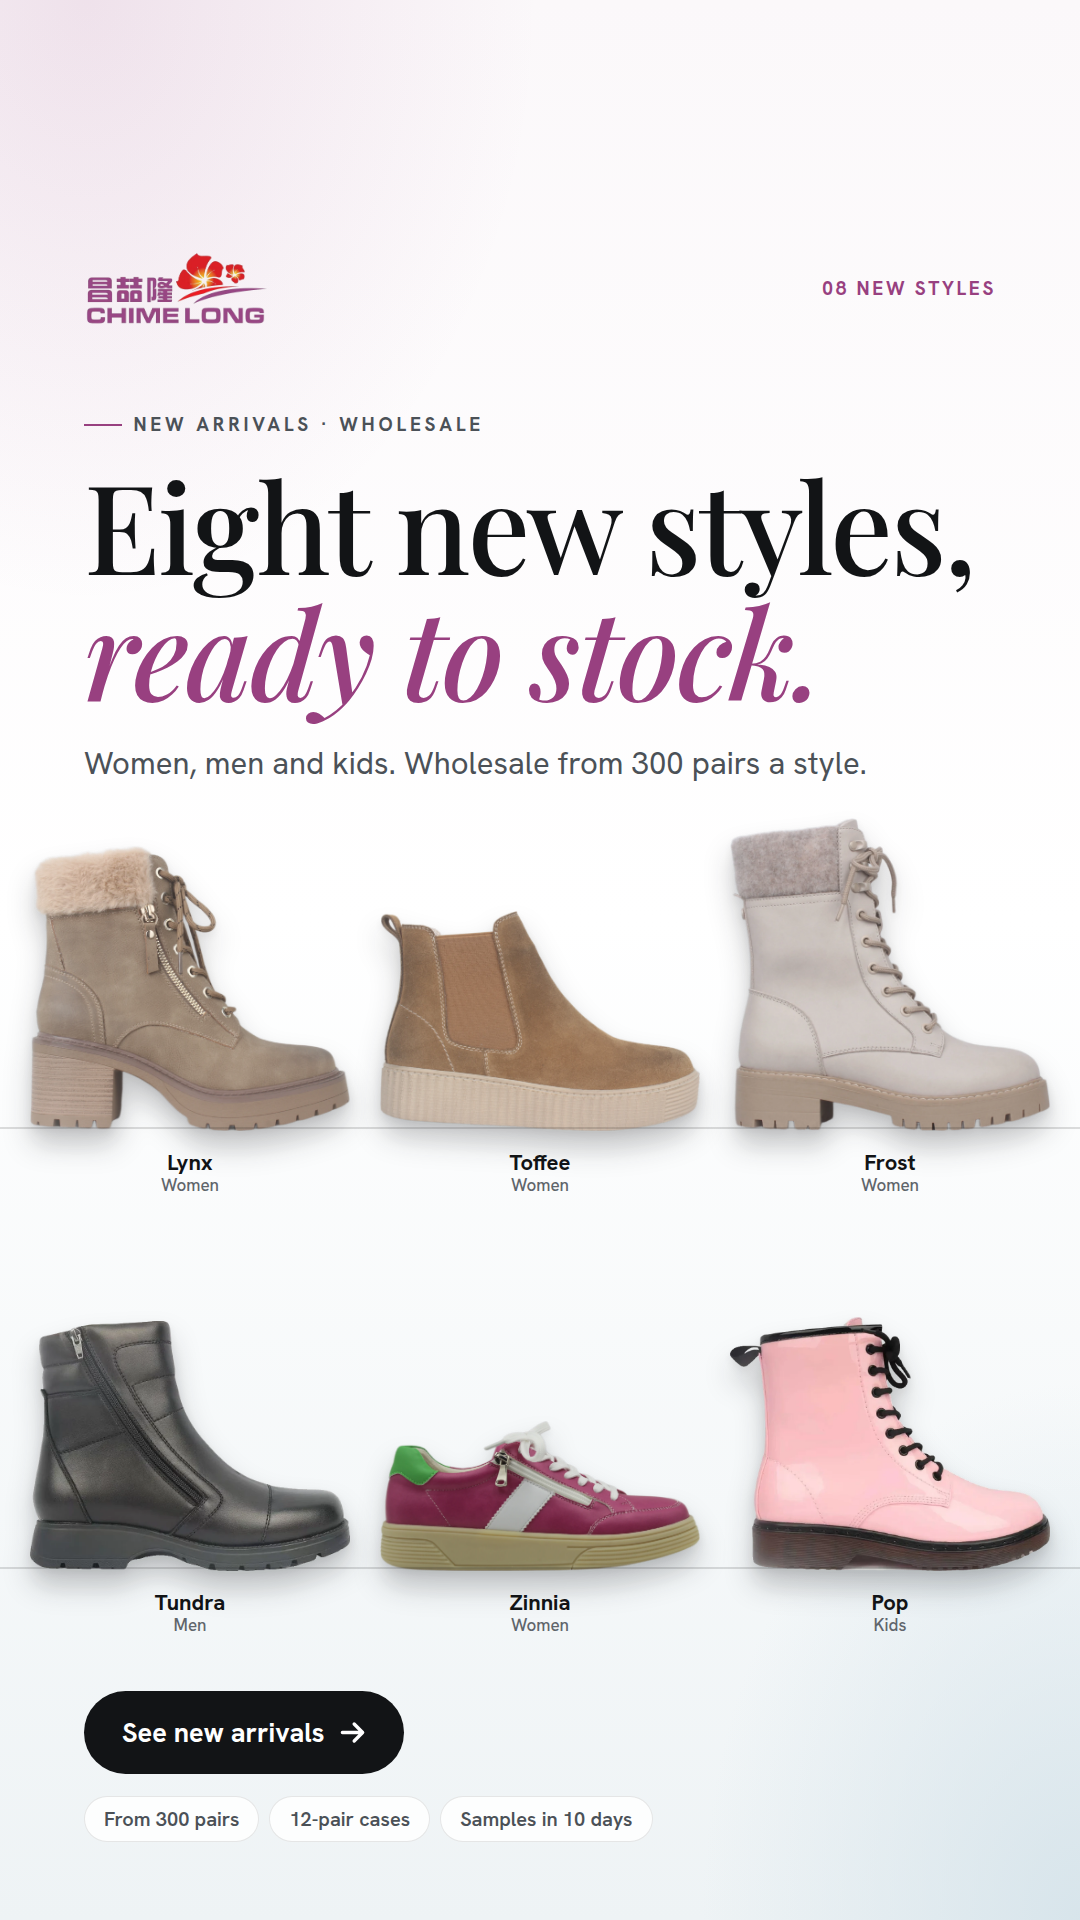 昌喆隆
CHIMELONG
08 NEW STYLES
NEW ARRIVALS · WHOLESALE
Eight new styles,
ready to stock.
Women, men and kids. Wholesale from 300 pairs a style.
Lynx
Women
Toffee
Women
Frost
Women
Tundra
Men
Zinnia
Women
Pop
Kids
See new arrivals →
From 300 pairs
12-pair cases
Samples in 10 days